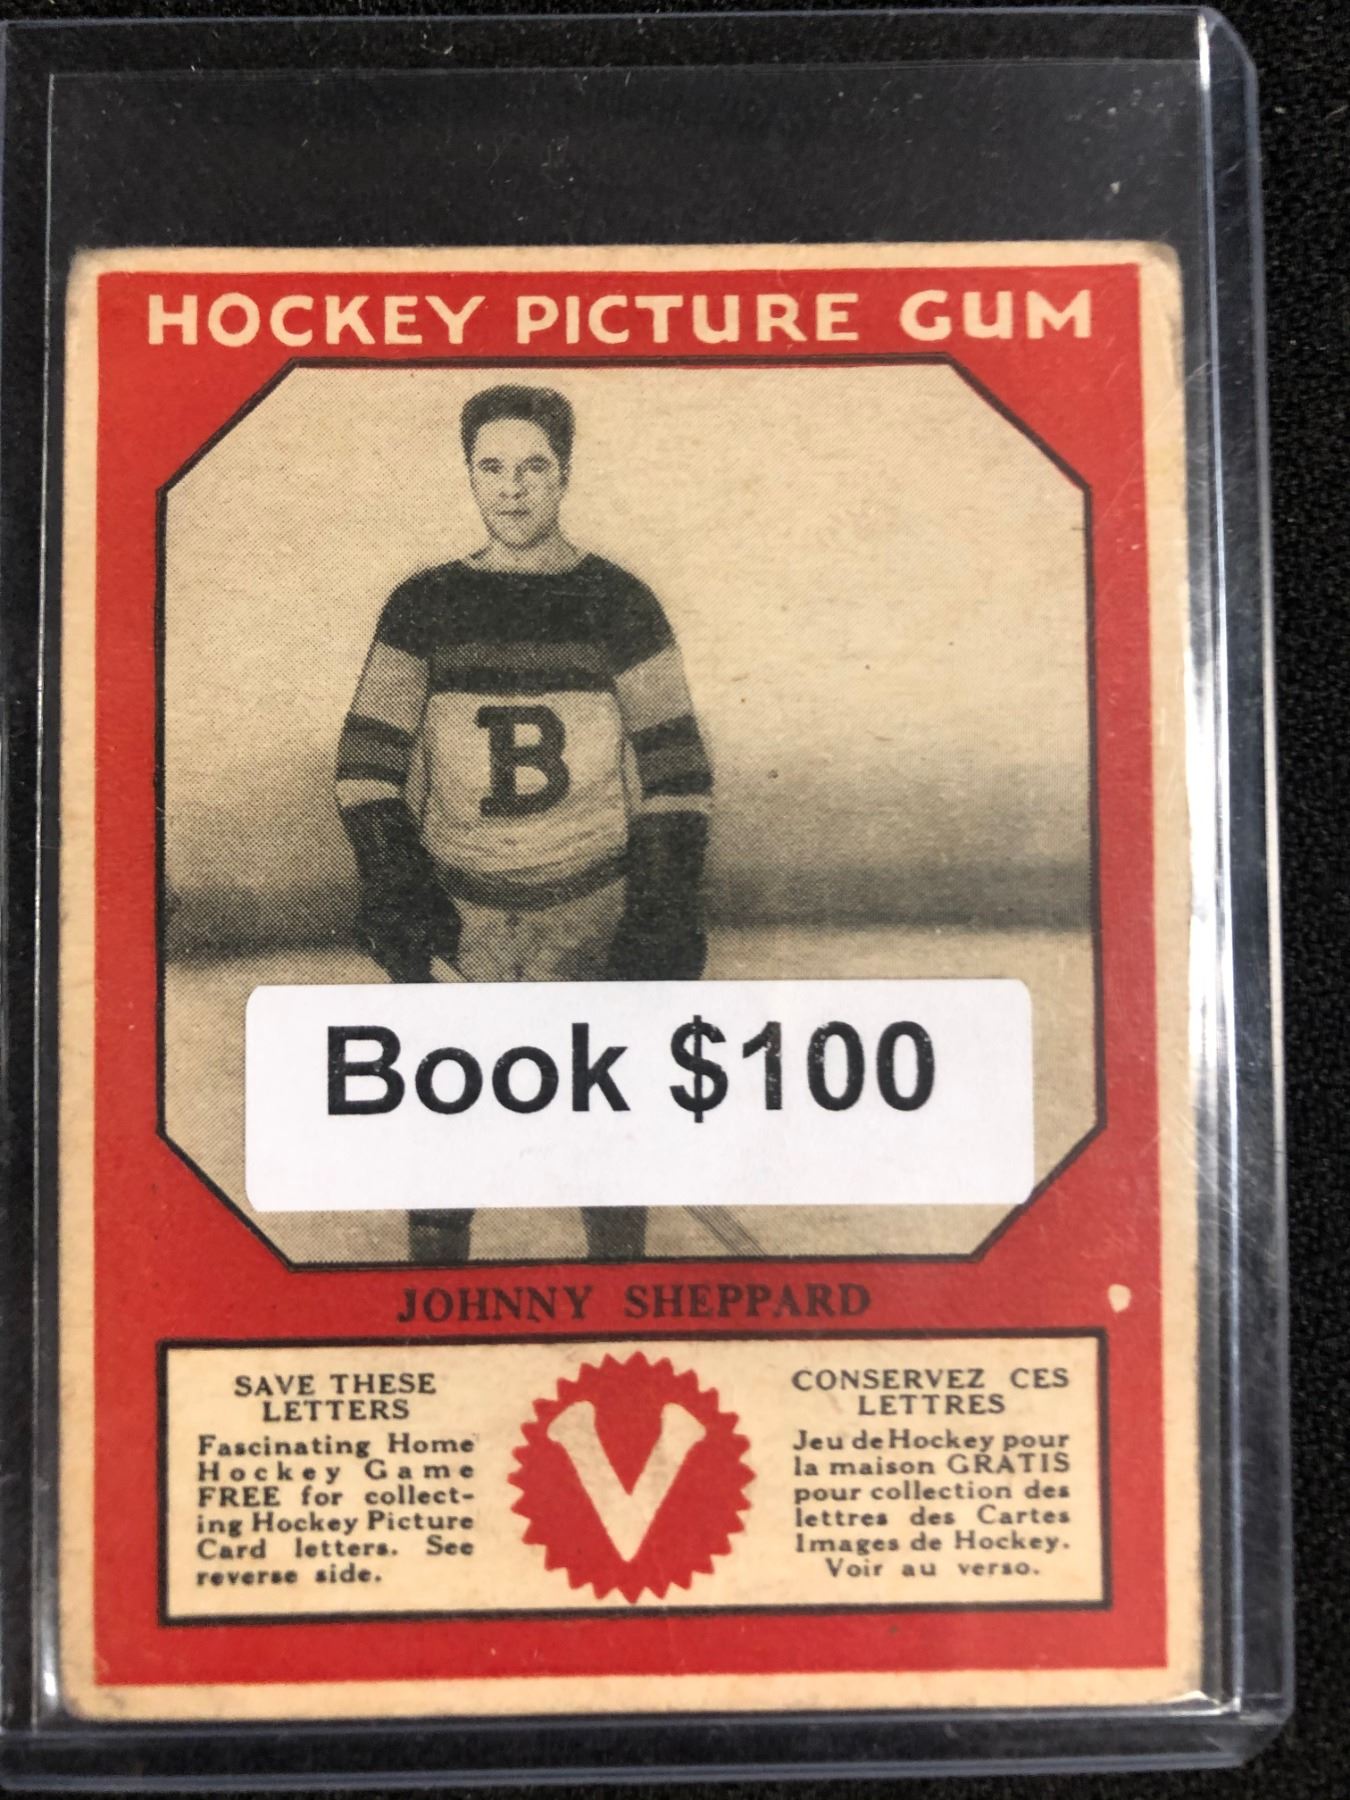 HOCKEY PICTURE GUM
B
Book $100
JOHNNY SHEPPARD
SAVE THESE
LETTERS
Fascinating Home
Hockey Game
FREE for collect-
ing Hockey Picture
Card letters. See
reverse side.
V
CONSERVEZ CES
LETTRES
Jeu de Hockey pour
la maison GRATIS
pour collection des
lettres des Cartes
Images de Hockey.
Voir au verso.